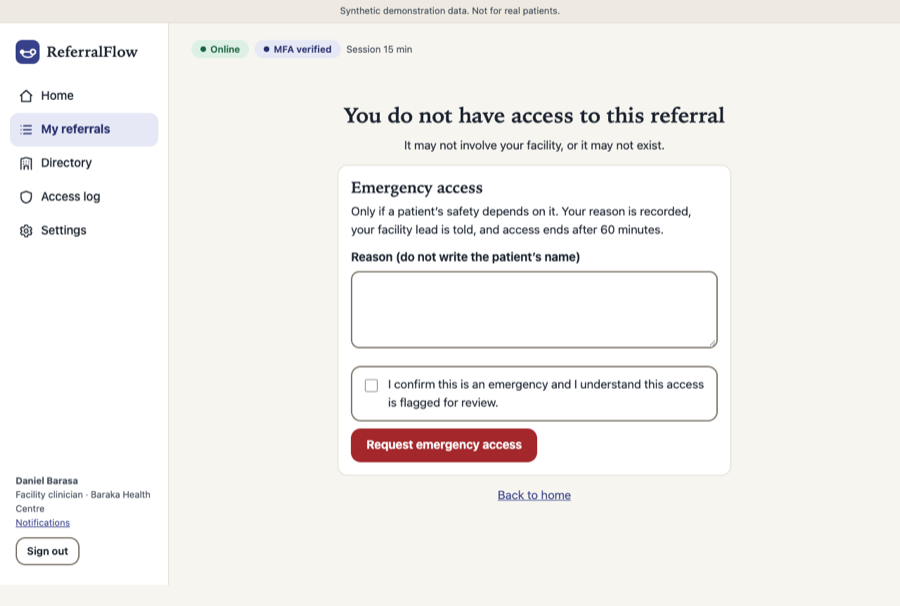 Synthetic demonstration data. Not for real patients.
ReferralFlow
Home
My referrals
Directory
Access log
Settings
Daniel Barasa
Facility clinician · Baraka Health
Centre
Notifications
Sign out
Online
MFA verified
Session 15 min
You do not have access to this referral
It may not involve your facility, or it may not exist.
Emergency access
Only if a patient’s safety depends on it. Your reason is recorded,
your facility lead is told, and access ends after 60 minutes.
Reason (do not write the patient’s name)
I confirm this is an emergency and I understand this access
is flagged for review.
Request emergency access
Back to home